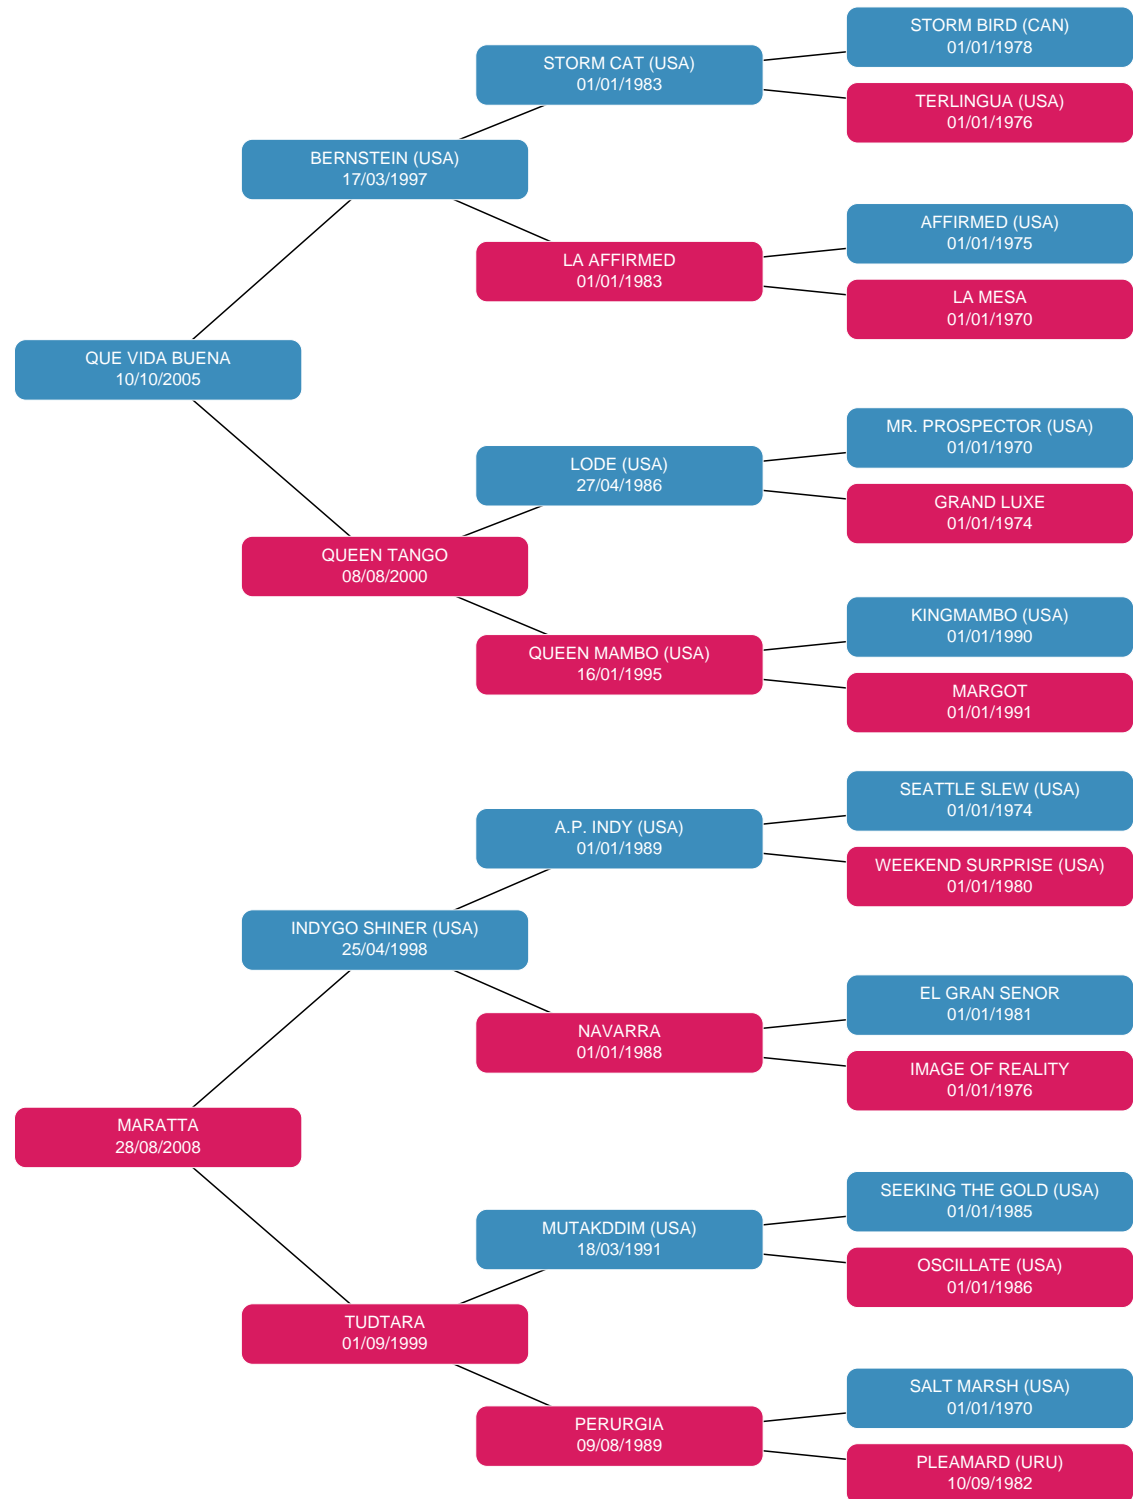 STORM BIRD (CAN)
01/01/1978
STORM CAT (USA)
01/01/1983
TERLINGUA (USA)
01/01/1976
BERNSTEIN (USA)
17/03/1997
AFFIRMED (USA)
01/01/1975
LA AFFIRMED
01/01/1983
LA MESA
01/01/1970
QUE VIDA BUENA
10/10/2005
MR. PROSPECTOR (USA)
01/01/1970
LODE (USA)
27/04/1986
GRAND LUXE
01/01/1974
QUEEN TANGO
08/08/2000
KINGMAMBO (USA)
01/01/1990
QUEEN MAMBO (USA)
16/01/1995
MARGOT
01/01/1991
SEATTLE SLEW (USA)
01/01/1974
A.P. INDY (USA)
01/01/1989
WEEKEND SURPRISE (USA)
01/01/1980
INDYGO SHINER (USA)
25/04/1998
EL GRAN SENOR
01/01/1981
NAVARRA
01/01/1988
IMAGE OF REALITY
01/01/1976
MARATTA
28/08/2008
SEEKING THE GOLD (USA)
01/01/1985
MUTAKDDIM (USA)
18/03/1991
OSCILLATE (USA)
01/01/1986
TUDTARA
01/09/1999
SALT MARSH (USA)
01/01/1970
PERURGIA
09/08/1989
PLEAMARD (URU)
10/09/1982